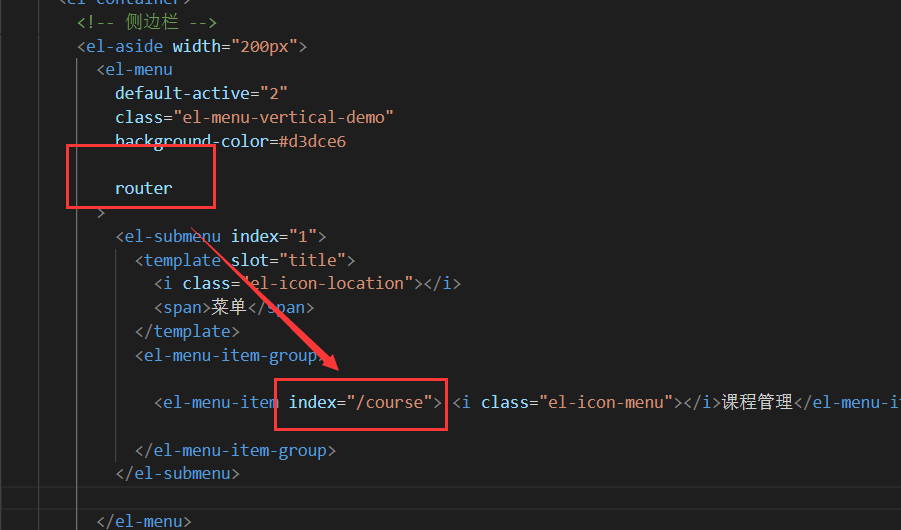 <el-container>
<!-- 侧边栏 -->
<el-aside width="200px">
<el-menu
default-active="2"
class="el-menu-vertical-demo"
background-color=#d3dce6
router
>
<el-submenu index="1">
<template slot="title">
<i class="el-icon-location"></i>
<span>菜单</span>
</template>
<el-menu-item-group>
<el-menu-item index="/course"> <i class="el-icon-menu"></i>课程管理</el-menu-it
</el-menu-item-group>
</el-submenu>
</el-menu>